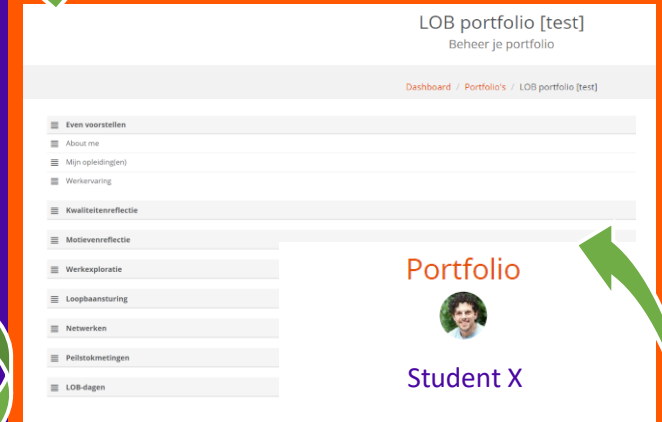 LOB portfolio [test]
Beheer je portfolio
Dashboard / Portfolio's / LOB portfolio [test]
Even voorstellen
About me
Mijn opleiding(en)
Werkervaring
Kwaliteitenreflectie
Motievenreflectie
Werkexploratie
Loopbaansturing
Netwerken
Peilstokmetingen
LOB-dagen
Portfolio
Student X